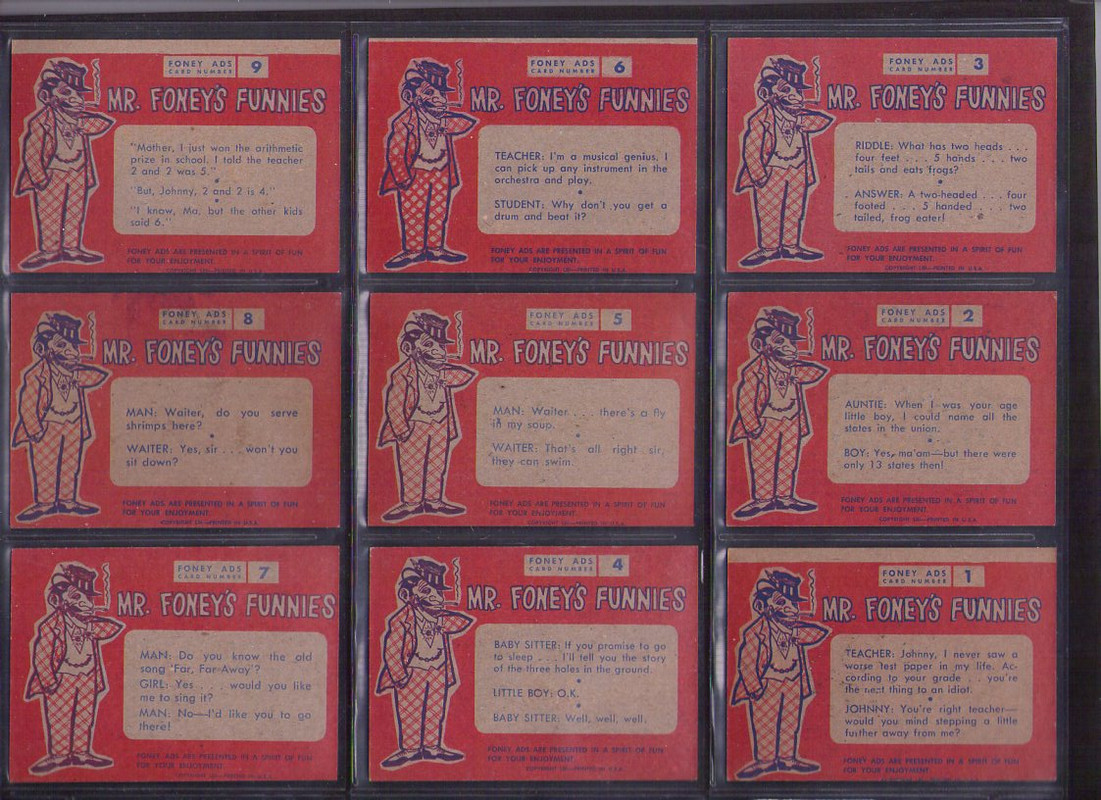 FONEY ADS
CARD NUMBER
9
MR. FONEY'S FUNNIES
"Mother, I just won the arithmetic
prize in school. I told the teacher
2 and 2 was 5."
"But, Johnny, 2 and 2 is 4."
"I know, Ma, but the other kids
said 6."
FONEY ADS ARE PRESENTED IN A SPIRIT OF FUN
FOR YOUR ENJOYMENT.
FONEY ADS
CARD NUMBER
6
MR. FONEY'S FUNNIES
TEACHER: I'm a musical genius. I
can pick up any instrument in the
orchestra and play.
STUDENT: Why don't you get a
drum and beat it?
FONEY ADS ARE PRESENTED IN A SPIRIT OF FUN
FOR YOUR ENJOYMENT.
FONEY ADS
CARD NUMBER
3
MR. FONEY'S FUNNIES
RIDDLE: What has two heads . . .
four feet . . . 5 hands . . . two
tails and eats frogs?
ANSWER: A two-headed . . . four
footed . . . 5 handed . . . two
tailed, frog eater!
FONEY ADS ARE PRESENTED IN A SPIRIT OF FUN
FOR YOUR ENJOYMENT.
FONEY ADS
CARD NUMBER
8
MR. FONEY'S FUNNIES
MAN: Waiter, do you serve
shrimps here?
WAITER: Yes, sir . . . won't you
sit down?
FONEY ADS ARE PRESENTED IN A SPIRIT OF FUN
FOR YOUR ENJOYMENT.
FONEY ADS
CARD NUMBER
5
MR. FONEY'S FUNNIES
MAN: Waiter . . . there's a fly
in my soup.
WAITER: That's all right sir,
they can swim.
FONEY ADS ARE PRESENTED IN A SPIRIT OF FUN
FOR YOUR ENJOYMENT.
FONEY ADS
CARD NUMBER
2
MR. FONEY'S FUNNIES
AUNTIE: When I was your age
little boy, I could name all the
states in the union.
BOY: Yes, ma'am—but there were
only 13 states then!
FONEY ADS ARE PRESENTED IN A SPIRIT OF FUN
FOR YOUR ENJOYMENT.
FONEY ADS
CARD NUMBER
7
MR. FONEY'S FUNNIES
MAN: Do you know the old
song 'Far, Far Away'?
GIRL: Yes . . . would you like
me to sing it?
MAN: No—I'd like you to go
there!
FONEY ADS ARE PRESENTED IN A SPIRIT OF FUN
FOR YOUR ENJOYMENT.
FONEY ADS
CARD NUMBER
4
MR. FONEY'S FUNNIES
BABY SITTER: If you promise to go
to sleep . . . I'll tell you the story
of the three holes in the ground.
LITTLE BOY: O.K.
BABY SITTER: Well, well, well.
FONEY ADS ARE PRESENTED IN A SPIRIT OF FUN
FOR YOUR ENJOYMENT.
FONEY ADS
CARD NUMBER
1
MR. FONEY'S FUNNIES
TEACHER: Johnny, I never saw a
worse test paper in my life. Ac-
cording to your grade . . you're
the next thing to an idiot.
JOHNNY: You're right teacher—
would you mind stepping a little
further away from me?
FONEY ADS ARE PRESENTED IN A SPIRIT OF FUN
FOR YOUR ENJOYMENT.